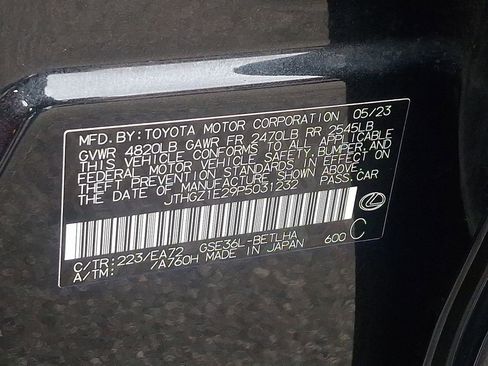 MFD. BY: TOYOTA MOTOR CORPORATION 05/23
GVWR 4820LB GAWR FR 2470LB RR 2545LB
THIS VEHICLE CONFORMS TO ALL APPLICABLE
FEDERAL MOTOR VEHICLE SAFETY, BUMPER, AND
THEFT PREVENTION STANDARDS IN EFFECT ON
THE DATE OF MANUFACTURE SHOWN ABOVE.
JTHGZ1E29P5031232 PASS.CAR
C/TR: 223/EA72 GSE36L-BETLHA
A/TM: /A760H MADE IN JAPAN 600 C